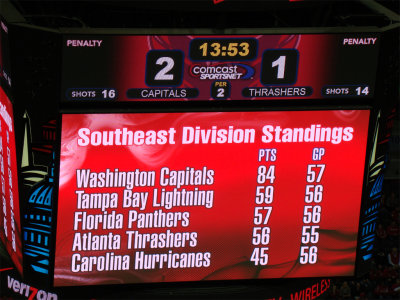 PENALTY 13:53 PENALTY
2 comcast SPORTSNET 1
SHOTS 16 CAPITALS PER 2 THRASHERS SHOTS 14
Southeast Division Standings
PTS GP
Washington Capitals 84 57
Tampa Bay Lightning 59 56
Florida Panthers 57 56
Atlanta Thrashers 56 55
Carolina Hurricanes 45 56
verizon
WIRELESS